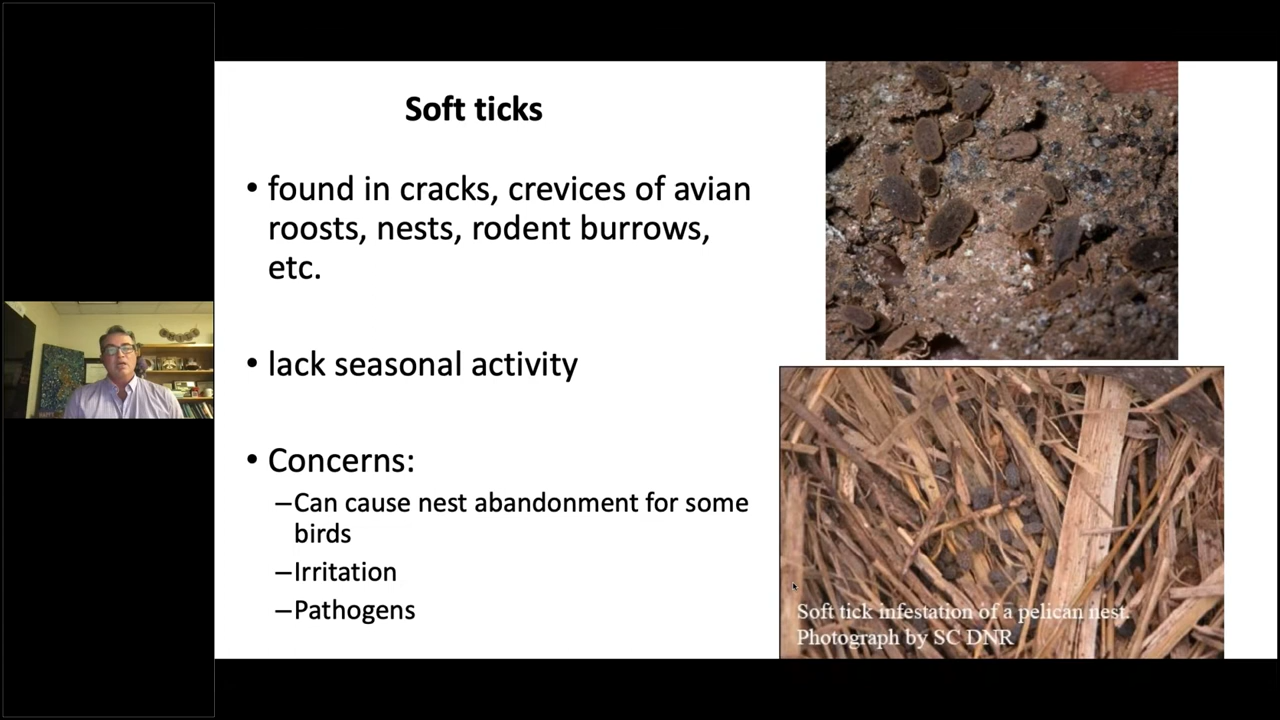 Soft ticks
• found in cracks, crevices of avian
roosts, nests, rodent burrows,
etc.
• lack seasonal activity
• Concerns:
–Can cause nest abandonment for some
birds
–Irritation
–Pathogens
Soft tick infestation of a pelican nest.
Photograph by SC DNR